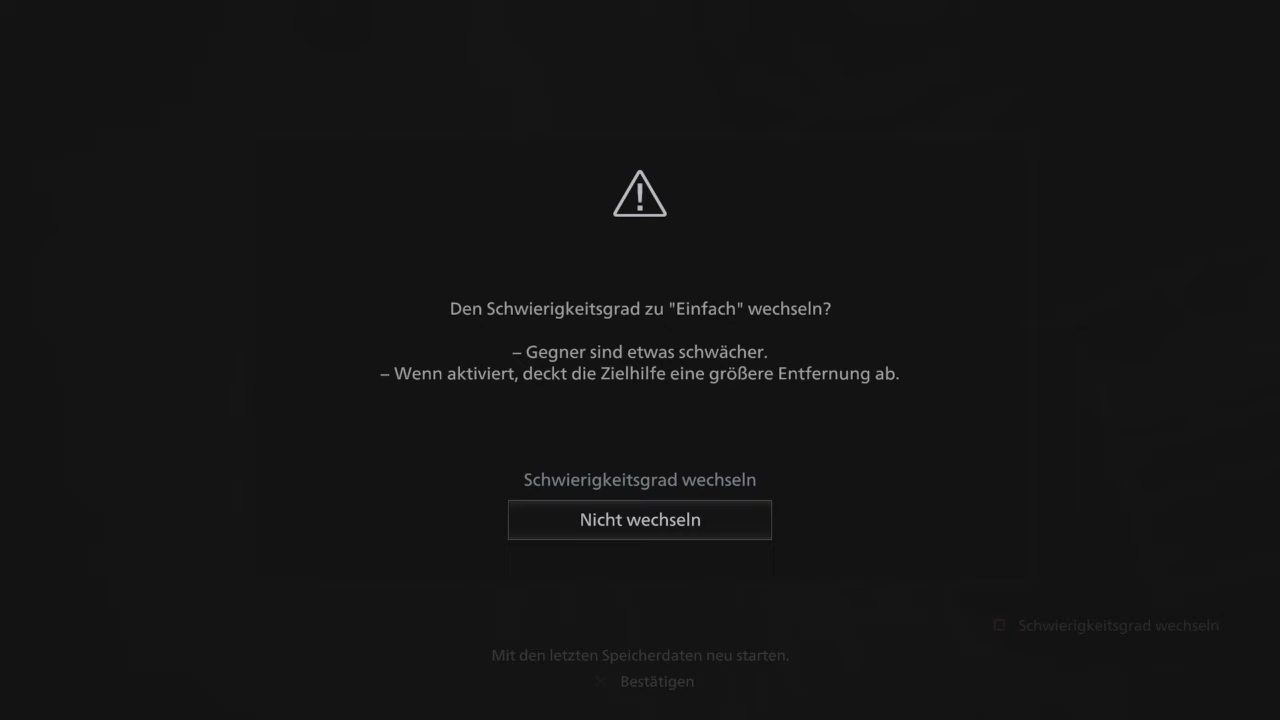 Den Schwierigkeitsgrad zu "Einfach" wechseln?
– Gegner sind etwas schwächer.
– Wenn aktiviert, deckt die Zielhilfe eine größere Entfernung ab.
Schwierigkeitsgrad wechseln
Nicht wechseln
Schwierigkeitsgrad wechseln
Mit den letzten Speicherdaten neu starten.
Bestätigen